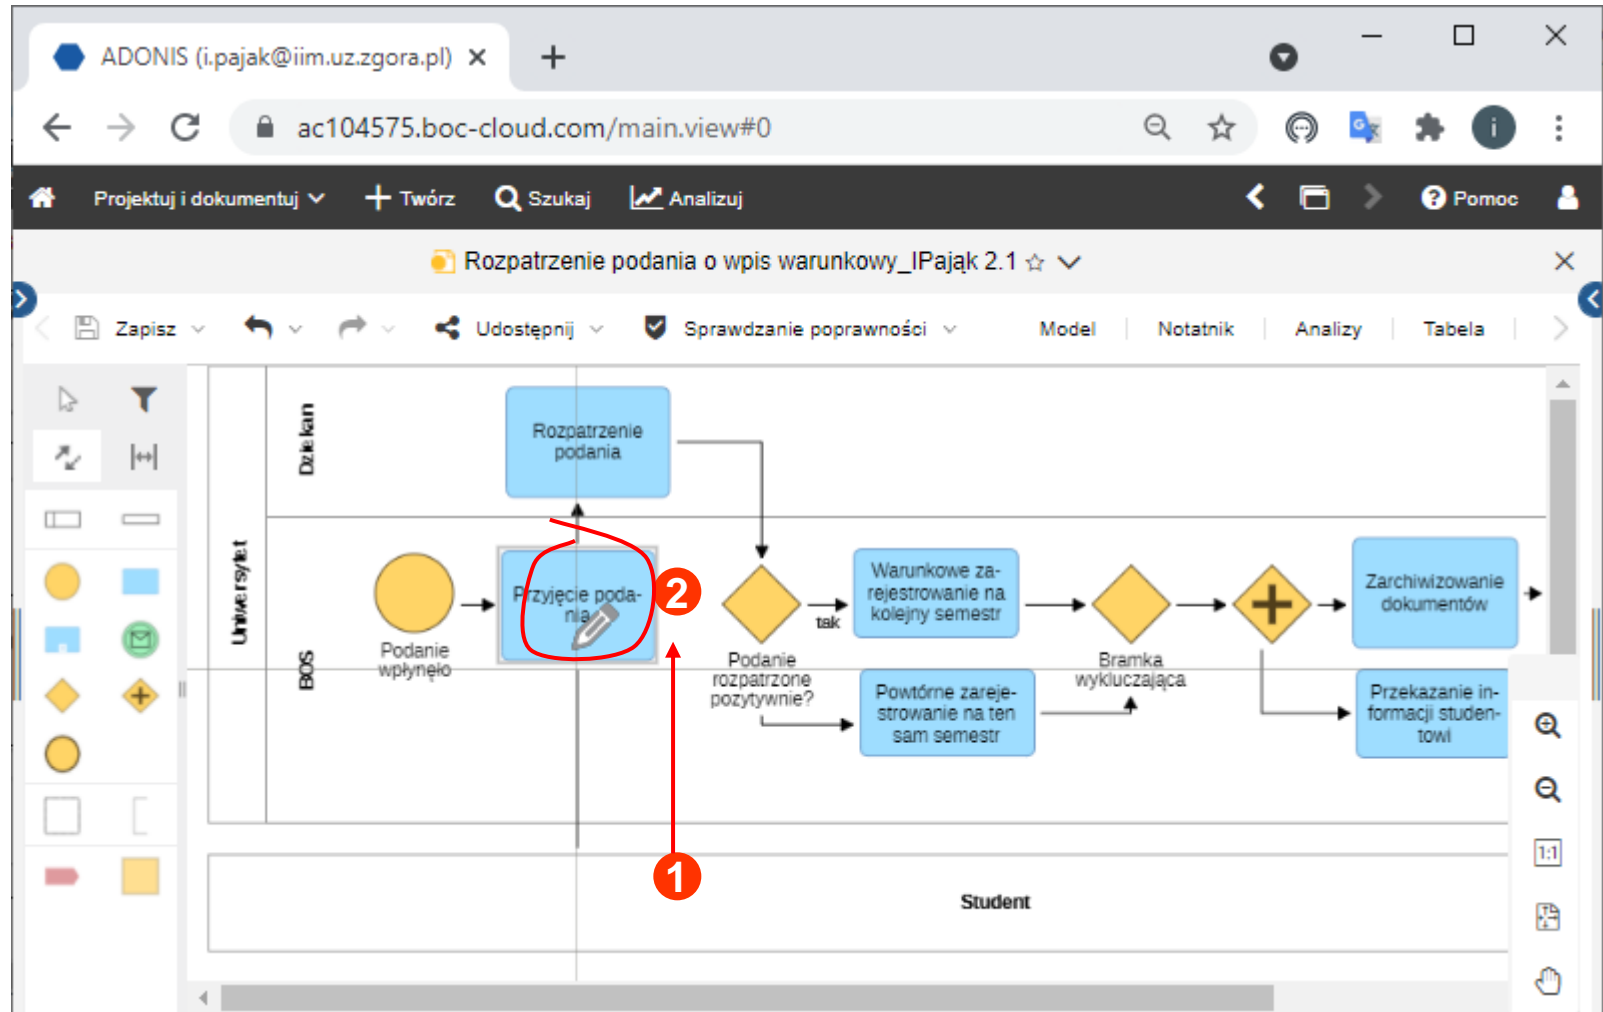 ADONIS (i.pajak@iim.uz.zgora.pl)
ac104575.boc-cloud.com/main.view#0
i
Projektuj i dokumentuj
Twórz
Szukaj
Analizuj
Pomoc
Rozpatrzenie podania o wpis warunkowy_IPająk 2.1
Zapisz
Udostępnij
Sprawdzanie poprawności
Model
Notatnik
Analizy
Tabela
Uniwersytet
Dziekan
Rozpatrzenie
podania
BOS
Podanie
wpłynęło
Przyjęcie poda-
nia
2
Podanie
rozpatrzone
pozytywnie?
tak
Warunkowe za-
rejestrowanie na
kolejny semestr
Powtórne zareje-
strowanie na ten
sam semestr
Bramka
wykluczająca
Zarchiwizowanie
dokumentów
Przekazanie in-
formacji studen-
towi
1
1:1
Student